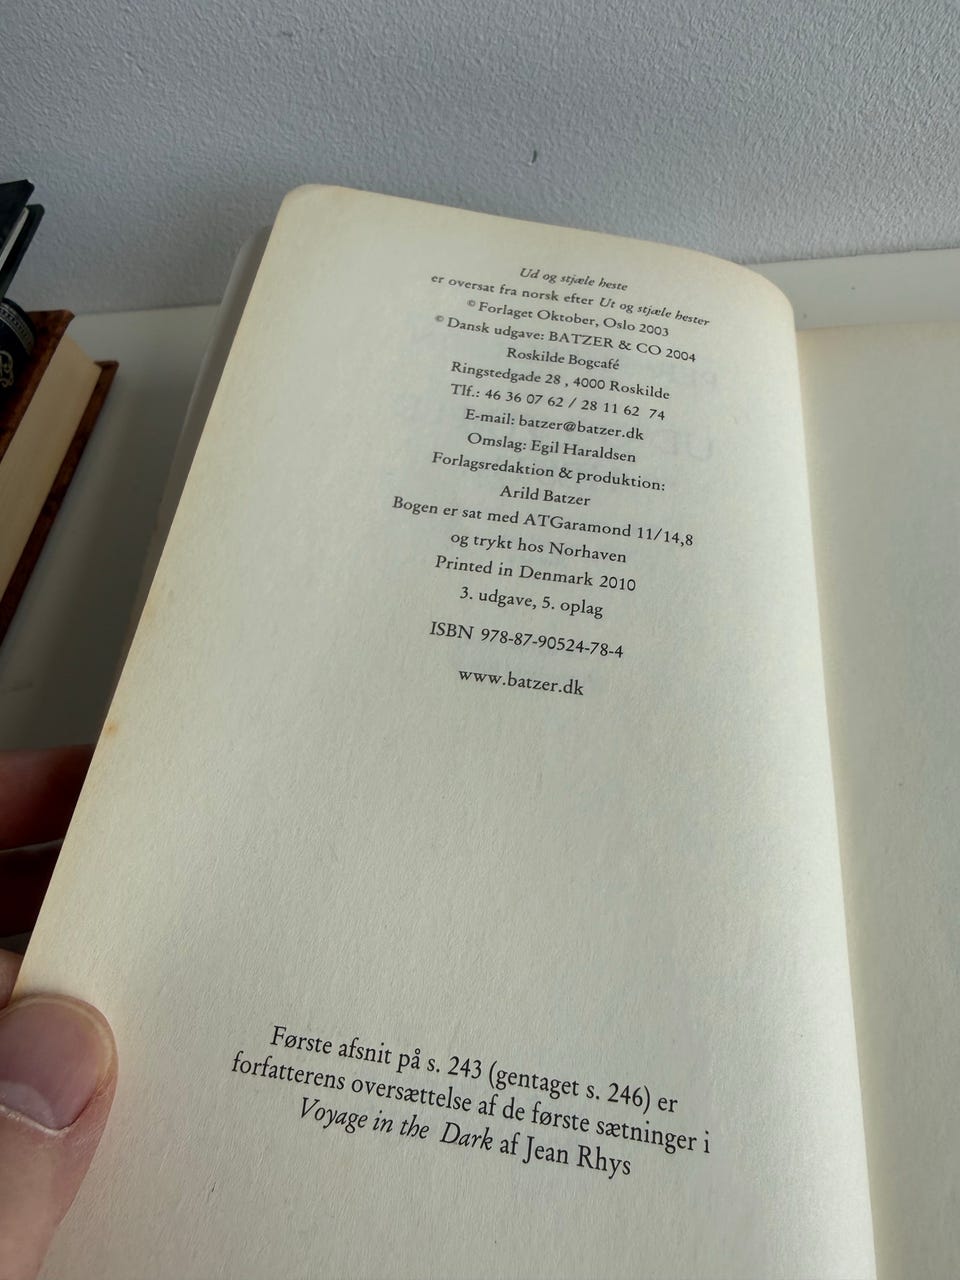 Ud og stjæle heste
er oversat fra norsk efter Ut og stjæle hester
© Forlaget Oktober, Oslo 2003
© Dansk udgave: BATZER & CO 2004
Roskilde Bogcafé
Ringstedgade 28 , 4000 Roskilde
Tlf.: 46 36 07 62 / 28 11 62 74
E-mail: batzer@batzer.dk
Omslag: Egil Haraldsen
Forlagsredaktion & produktion:
Arild Batzer
Bogen er sat med ATGaramond 11/14,8
og trykt hos Norhaven
Printed in Denmark 2010
3. udgave, 5. oplag
ISBN 978-87-90524-78-4
www.batzer.dk
Første afsnit på s. 243 (gentaget s. 246) er
forfatterens oversættelse af de første sætninger i
Voyage in the Dark af Jean Rhys